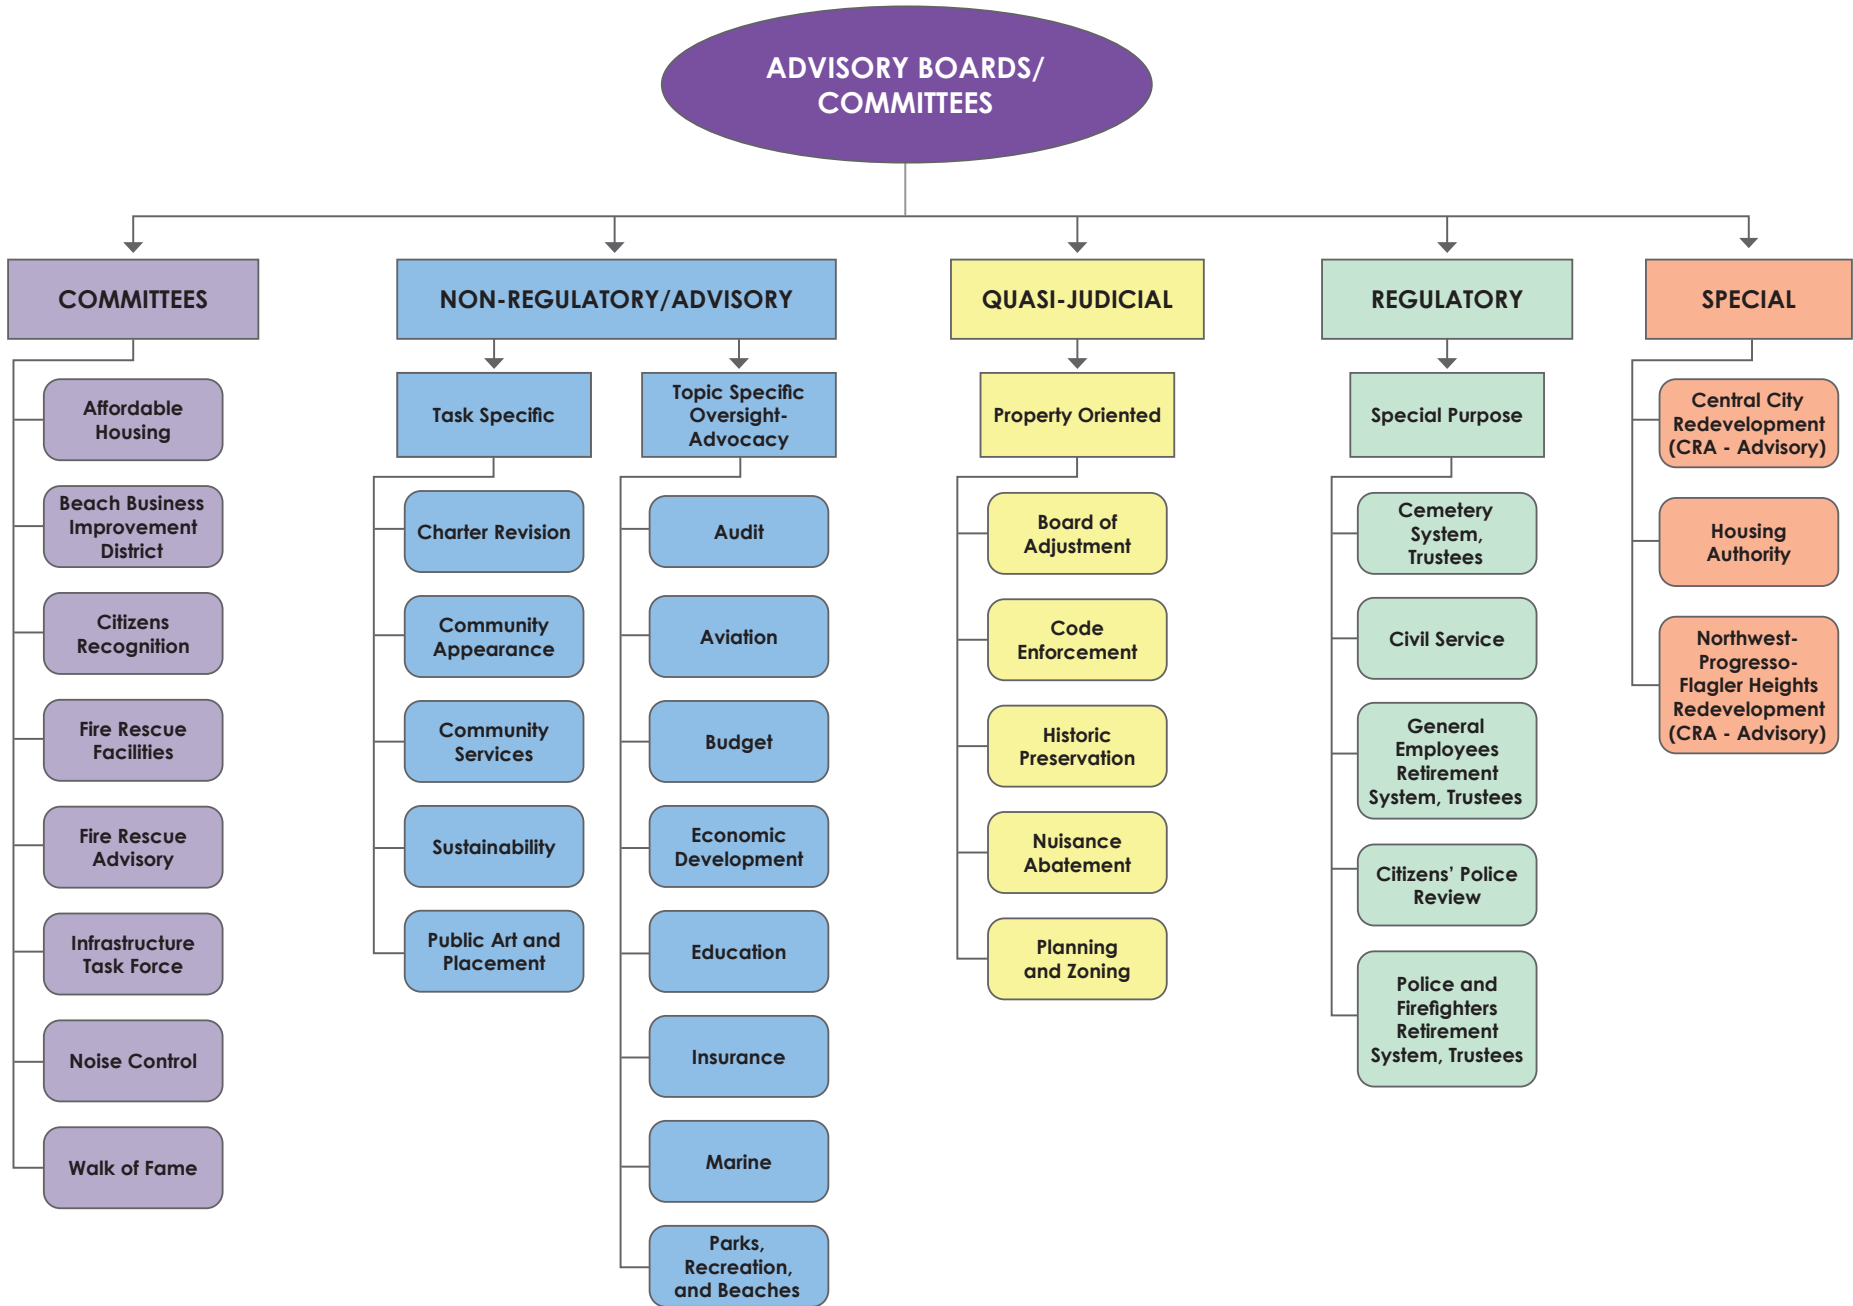 ADVISORY BOARDS/
COMMITTEES
COMMITTEES
Affordable
Housing
Beach Business
Improvement
District
Citizens
Recognition
Fire Rescue
Facilities
Fire Rescue
Advisory
Infrastructure
Task Force
Noise Control
Walk of Fame
NON-REGULATORY/ADVISORY
Task Specific
Charter Revision
Community
Appearance
Community
Services
Sustainability
Public Art and
Placement
Topic Specific
Oversight-
Advocacy
Audit
Aviation
Budget
Economic
Development
Education
Insurance
Marine
Parks,
Recreation,
and Beaches
QUASI-JUDICIAL
Property Oriented
Board of
Adjustment
Code
Enforcement
Historic
Preservation
Nuisance
Abatement
Planning
and Zoning
REGULATORY
Special Purpose
Cemetery
System,
Trustees
Civil Service
General
Employees
Retirement
System, Trustees
Citizens’ Police
Review
Police and
Firefighters
Retirement
System, Trustees
SPECIAL
Central City
Redevelopment
(CRA - Advisory)
Housing
Authority
Northwest-
Progresso-
Flagler Heights
Redevelopment
(CRA - Advisory)